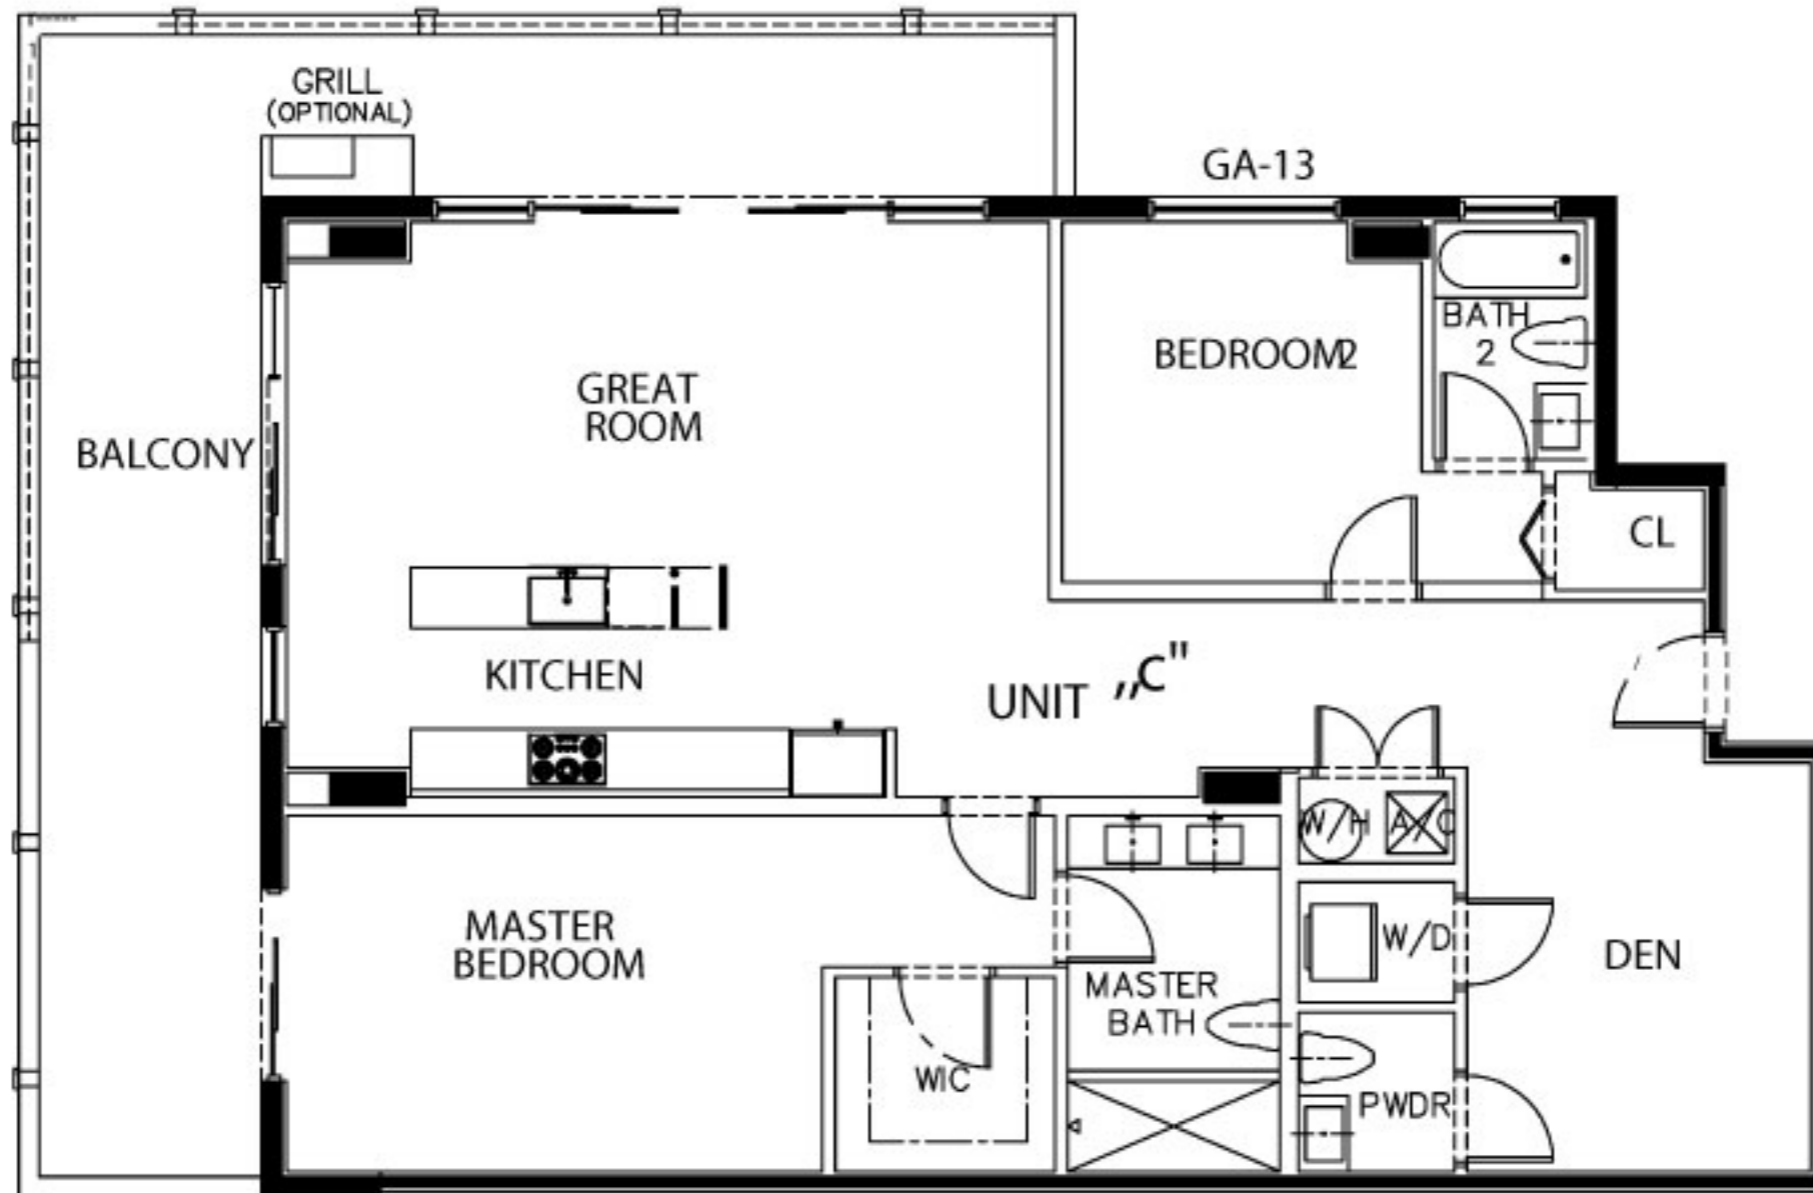 GRILL
(OPTIONAL)
GA-13
BATH
2
BEDROOM2
GREAT
ROOM
BALCONY
CL
KITCHEN
UNIT „C"
W/H
A/C
MASTER
BEDROOM
W/D
DEN
MASTER
BATH
WIC
PWDR